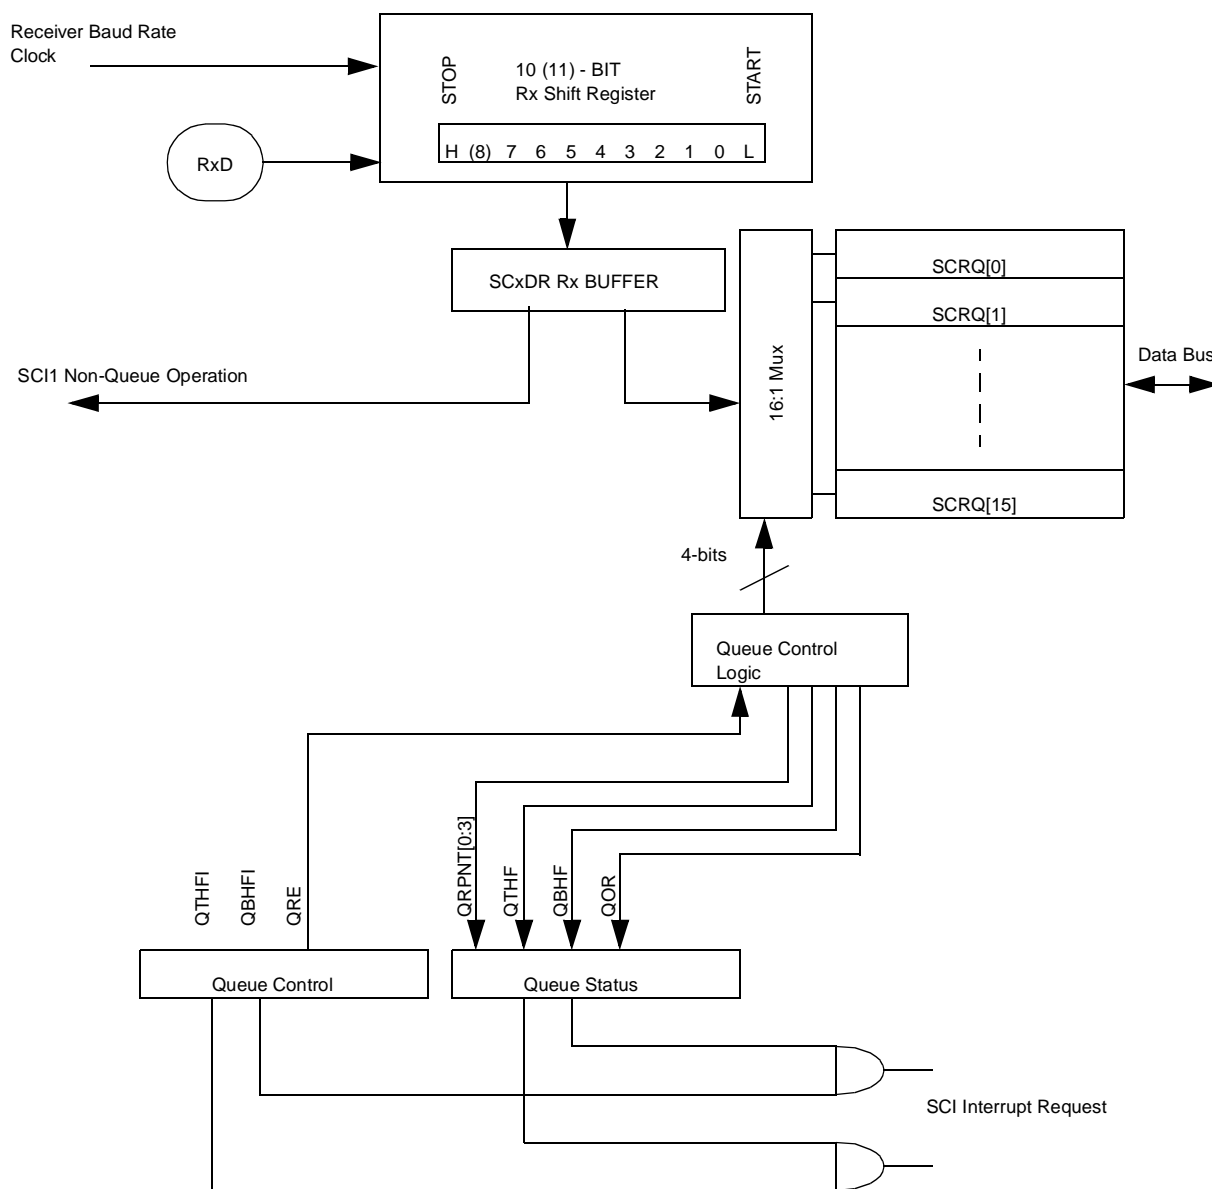 Receiver Baud Rate
Clock
STOP
10 (11) - BIT
Rx Shift Register
START
H (8) 7 6 5 4 3 2 1 0 L
RxD
SCxDR Rx BUFFER
16:1 Mux
SCRQ[0]
SCRQ[1]
SCRQ[15]
Data Bus
SCI1 Non-Queue Operation
4-bits
Queue Control
Logic
QTHFI
QBHFI
QRE
QRPNT[0:3]
QTHF
QBHF
QOR
Queue Control
Queue Status
SCI Interrupt Request